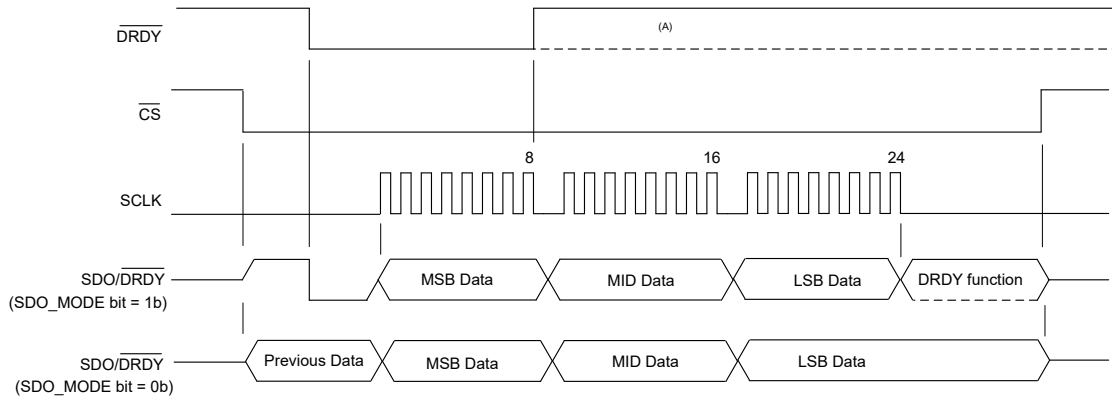 DRDY
(A)
CS
8 16 24
SCLK
SDO/DRDY
(SDO_MODE bit = 1b)
MSB Data MID Data LSB Data DRDY function
SDO/DRDY
(SDO_MODE bit = 0b)
Previous Data MSB Data MID Data LSB Data